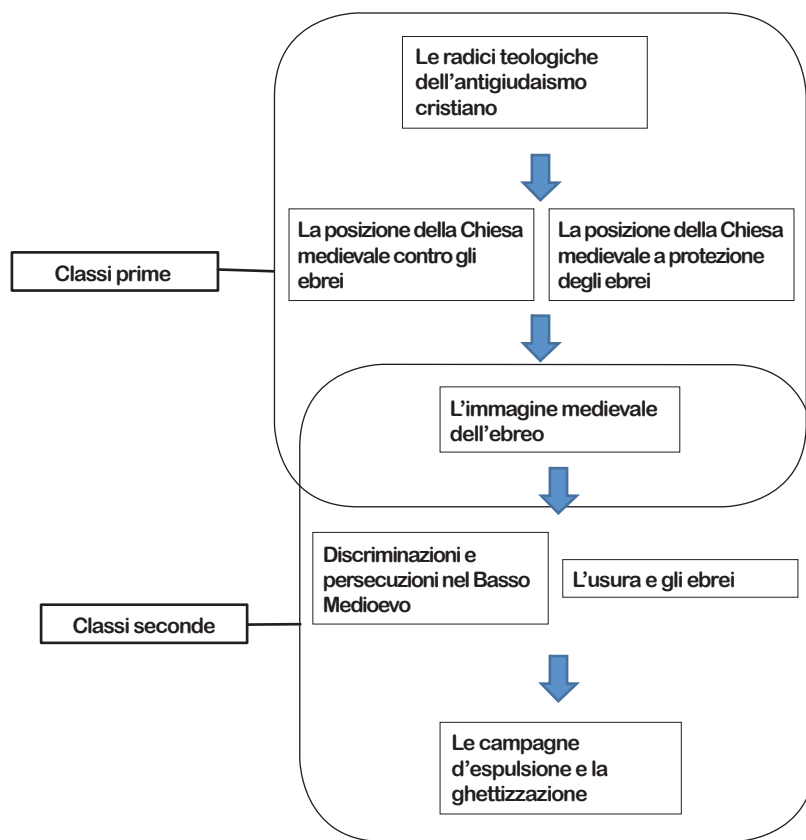 Le radici teologiche
dell'antigiudaismo
cristiano
La posizione della Chiesa
medievale contro gli
ebrei
La posizione della Chiesa
medievale a protezione
degli ebrei
Classi prime
L'immagine medievale
dell'ebreo
Discriminazioni e
persecuzioni nel Basso
Medioevo
L'usura e gli ebrei
Classi seconde
Le campagne
d'espulsione e la
ghettizzazione